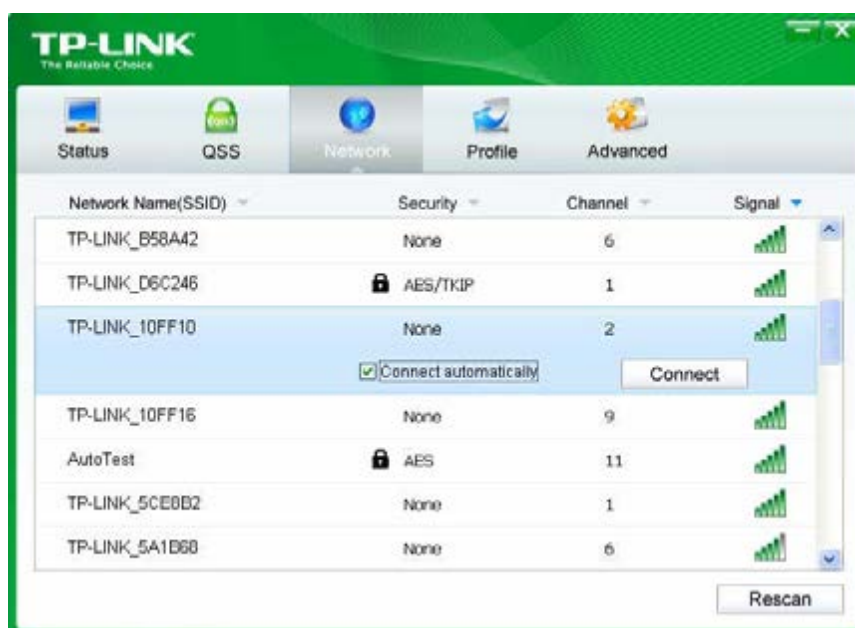 TP-LINK
The Reliable Choice
Status QSS Network Profile Advanced
Network Name(SSID) Security Channel Signal
TP-LINK_B58A42 None 6
TP-LINK_D6C246 AES/TKIP 1
TP-LINK_10FF10 None 2
Connect automatically Connect
TP-LINK_10FF16 None 9
AutoTest AES 11
TP-LINK_5CE8B2 None 1
TP-LINK_5A1B68 None 6
Rescan